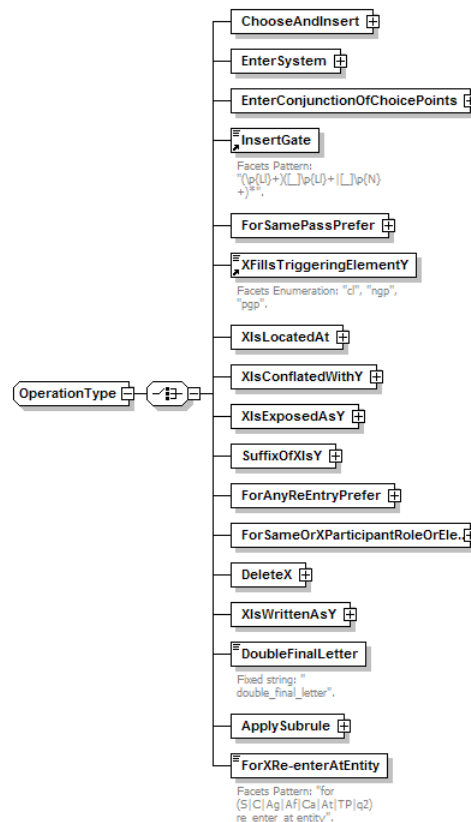 ChooseAndInsert
EnterSystem
EnterConjunctionOfChoicePoints
InsertGate
Facets Pattern:
"(\p{Ll}+)([_]\p{Ll}+|[_]\p{N}
+)*".
ForSamePassPrefer
XFillsTriggeringElementY
Facets Enumeration: "cl", "ngp",
"pgp".
XIsLocatedAt
XIsConflatedWithY
OperationType
XIsExposedAsY
SuffixOfXIsY
ForAnyReEntryPrefer
ForSameOrXParticipantRoleOrEle..
DeleteX
XIsWrittenAsY
DoubleFinalLetter
Fixed string: "
double_final_letter".
ApplySubrule
ForXRe-enterAtEntity
Facets Pattern: "for
(S|C|Ag|Af|Ca|At|TP|q2)
re_enter_at entity".